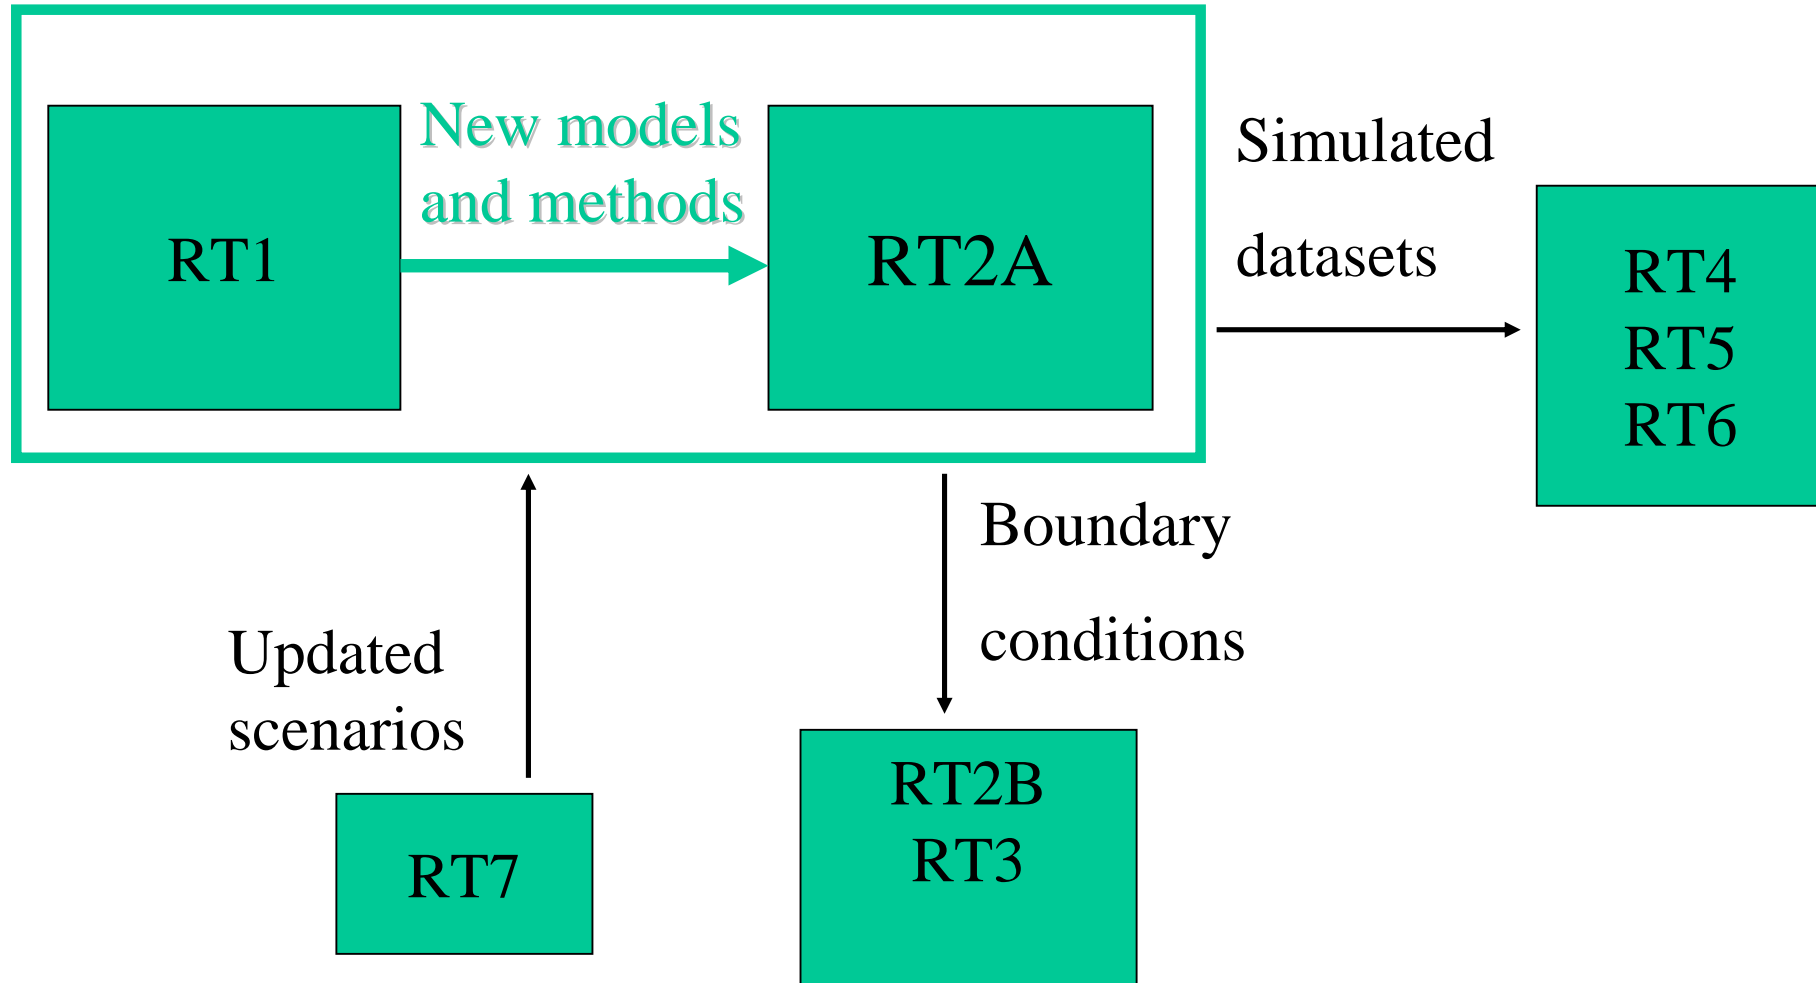 New models
and methods
RT1
RT2A
Simulated
datasets
RT4
RT5
RT6
Boundary
conditions
Updated
scenarios
RT2B
RT3
RT7